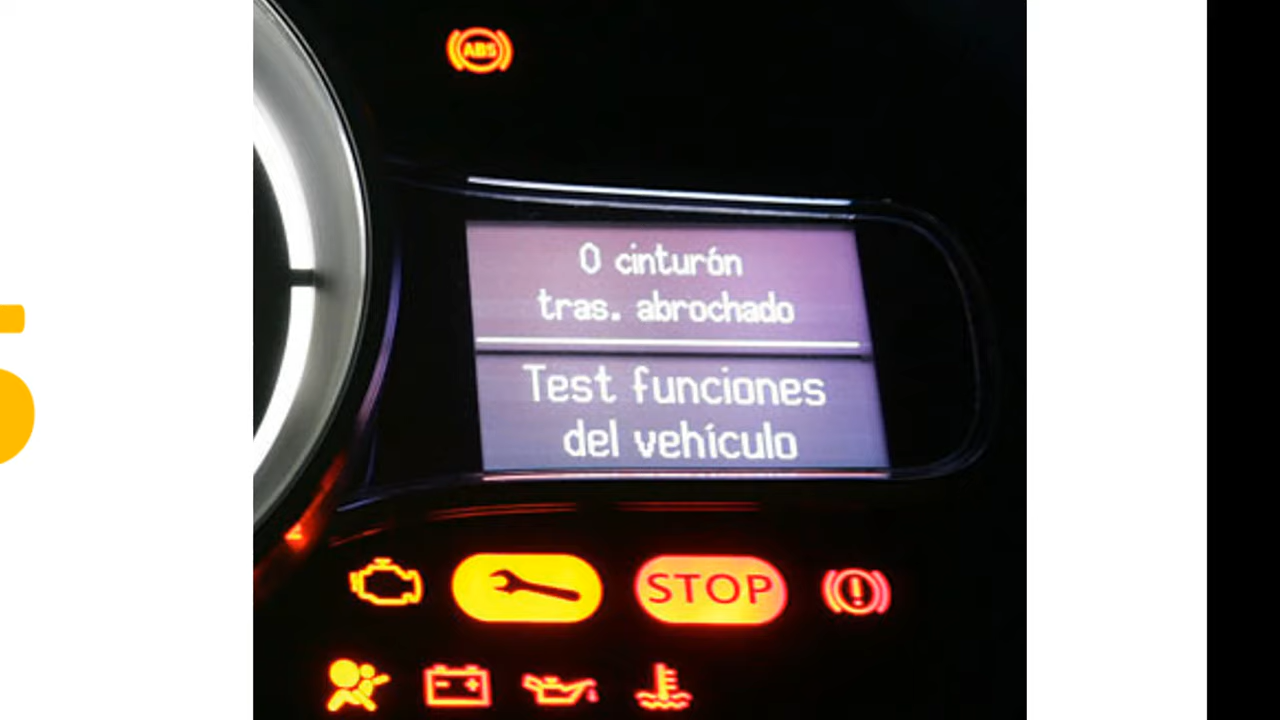 ABS
0 cinturón
tras. abrochado
Test funciones
del vehículo
STOP